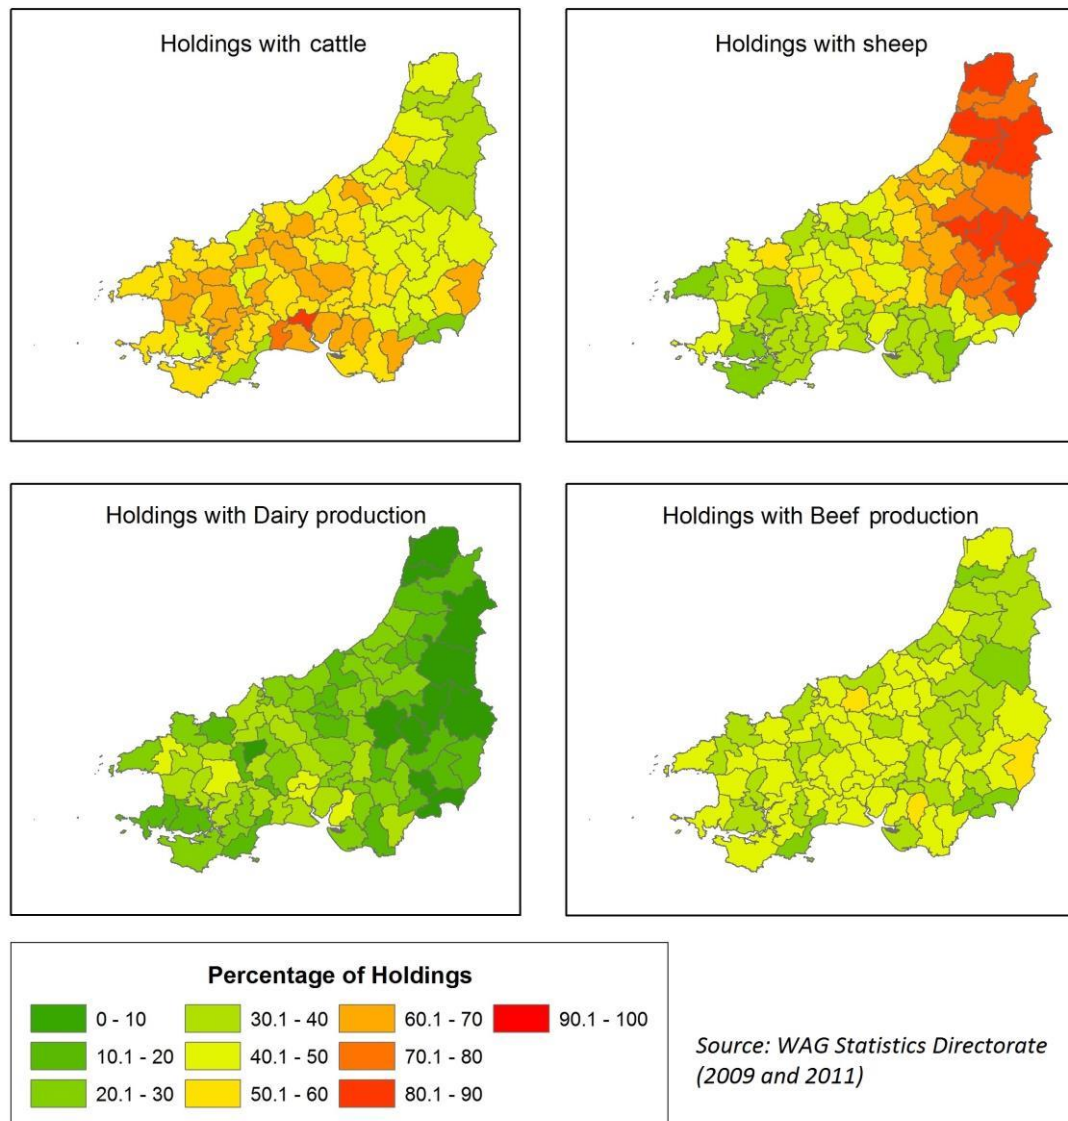 Holdings with cattle
Holdings with sheep
Holdings with Dairy production
Holdings with Beef production
Percentage of Holdings
0 - 10
30.1 - 40
60.1 - 70
90.1 - 100
10.1 - 20
40.1 - 50
70.1 - 80
20.1 - 30
50.1 - 60
80.1 - 90
Source: WAG Statistics Directorate
(2009 and 2011)